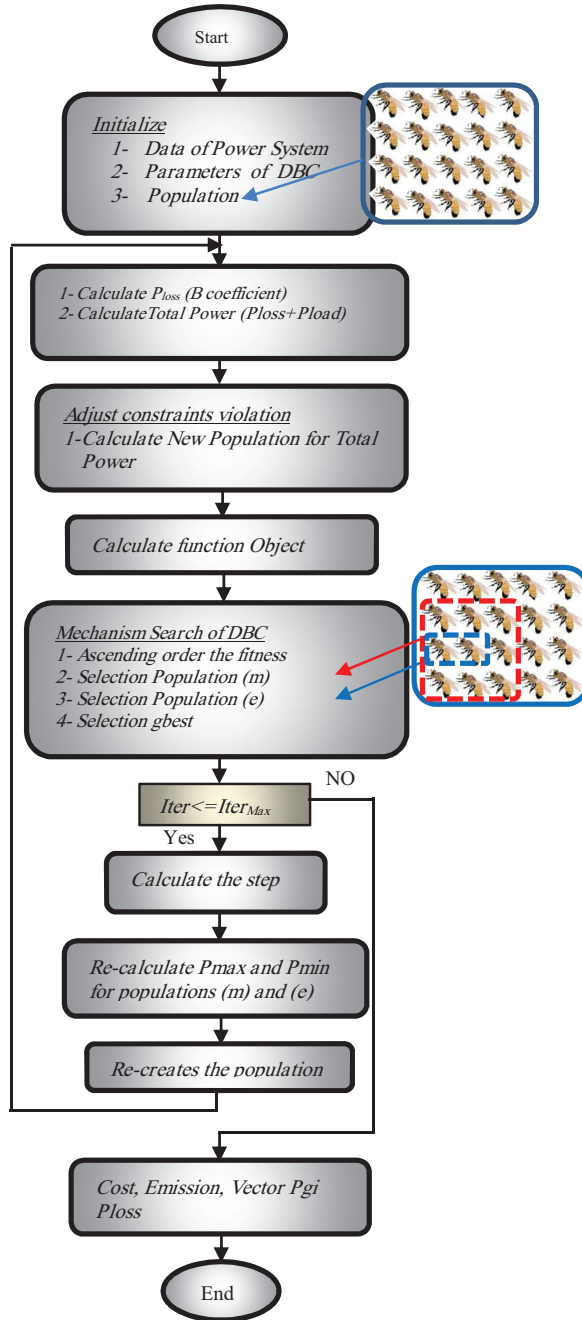 Start
Initialize
1- Data of Power System
2- Parameters of DBC
3- Population
1- Calculate Ploss (B coefficient)
2- CalculateTotal Power (Ploss+Pload)
Adjust constraints violation
1-Calculate New Population for Total
Power
Calculate function Object
Mechanism Search of DBC
1- Ascending order the fitness
2- Selection Population (m)
3- Selection Population (e)
4- Selection gbest
NO
Iter<=IterMax
Yes
Calculate the step
Re-calculate Pmax and Pmin
for populations (m) and (e)
Re-creates the population
Cost, Emission, Vector Pgi
Ploss
End